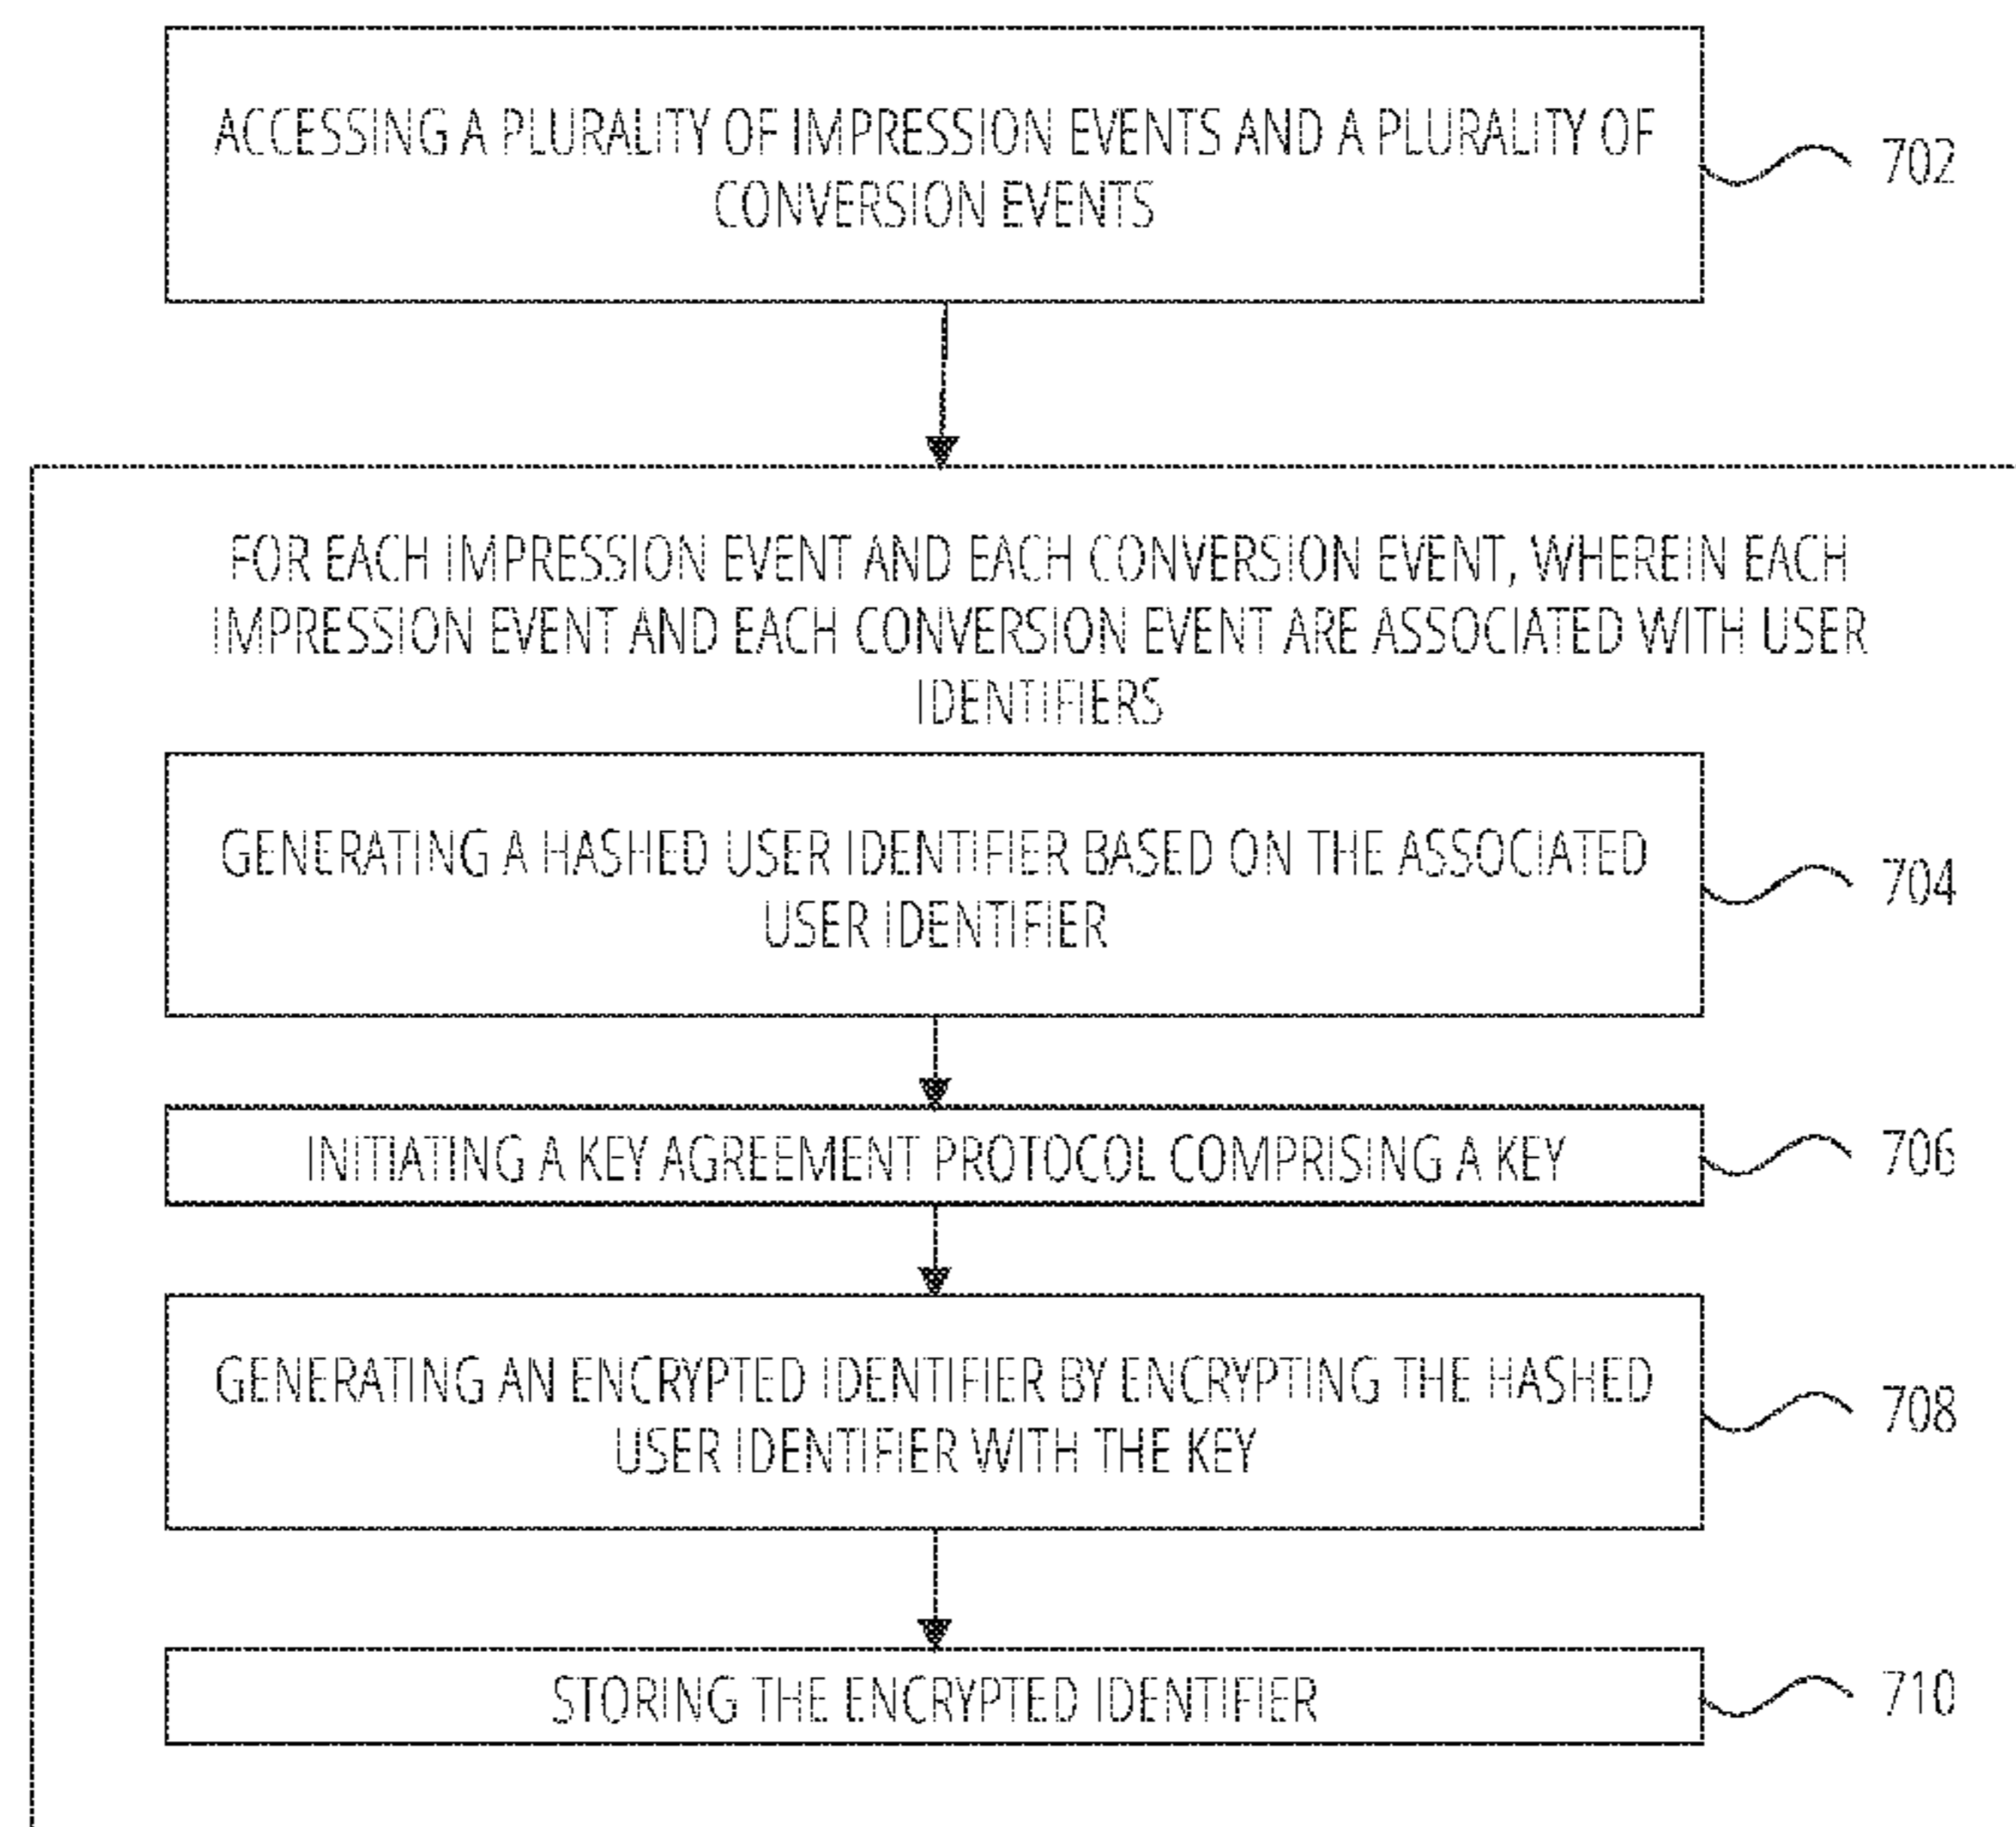 ACCESSING A PLURALITY OF IMPRESSION EVENTS AND A PLURALITY OF
CONVERSION EVENTS
702
FOR EACH IMPRESSION EVENT AND EACH CONVERSION EVENT, WHEREIN EACH
IMPRESSION EVENT AND EACH CONVERSION EVENT ARE ASSOCIATED WITH USER
IDENTIFIERS
GENERATING A HASHED USER IDENTIFIER BASED ON THE ASSOCIATED
USER IDENTIFIER
704
INITIATING A KEY AGREEMENT PROTOCOL COMPRISING A KEY
706
GENERATING AN ENCRYPTED IDENTIFIER BY ENCRYPTING THE HASHED
USER IDENTIFIER WITH THE KEY
708
STORING THE ENCRYPTED IDENTIFIER
710